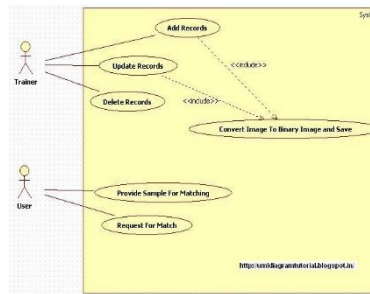 Syst
Add Records
<<include>>
Trainer
Update Records
<<include>>
Delete Records
Convert Image To Binary Image and Save
User
Provide Sample For Matching
Request For Match
http://umldiagramtutorial.blogspot.in/